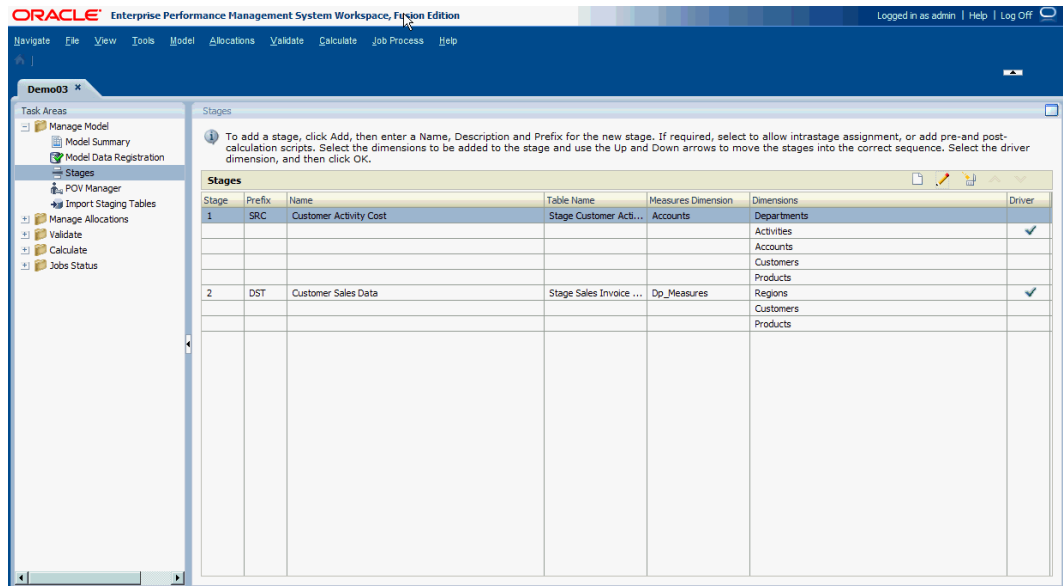 ORACLE® Enterprise Performance Management System Workspace, Fusion Edition
Logged in as admin | Help | Log Off
Navigate File View Tools Model Allocations Validate Calculate Job Process Help
Demo03 ×
Task Areas
Manage Model
Model Summary
Model Data Registration
Stages
POV Manager
Import Staging Tables
Manage Allocations
Validate
Calculate
Jobs Status
Stages
To add a stage, click Add, then enter a Name, Description and Prefix for the new stage. If required, select to allow intrastage assignment, or add pre-and post-
calculation scripts. Select the dimensions to be added to the stage and use the Up and Down arrows to move the stages into the correct sequence. Select the driver
dimension, and then click OK.
Stages
Stage Prefix Name Table Name Measures Dimension Dimensions Driver
1 SRC Customer Activity Cost Stage Customer Acti... Accounts Departments
Activities
Accounts
Customers
Products
2 DST Customer Sales Data Stage Sales Invoice ... Dp_Measures Regions
Customers
Products